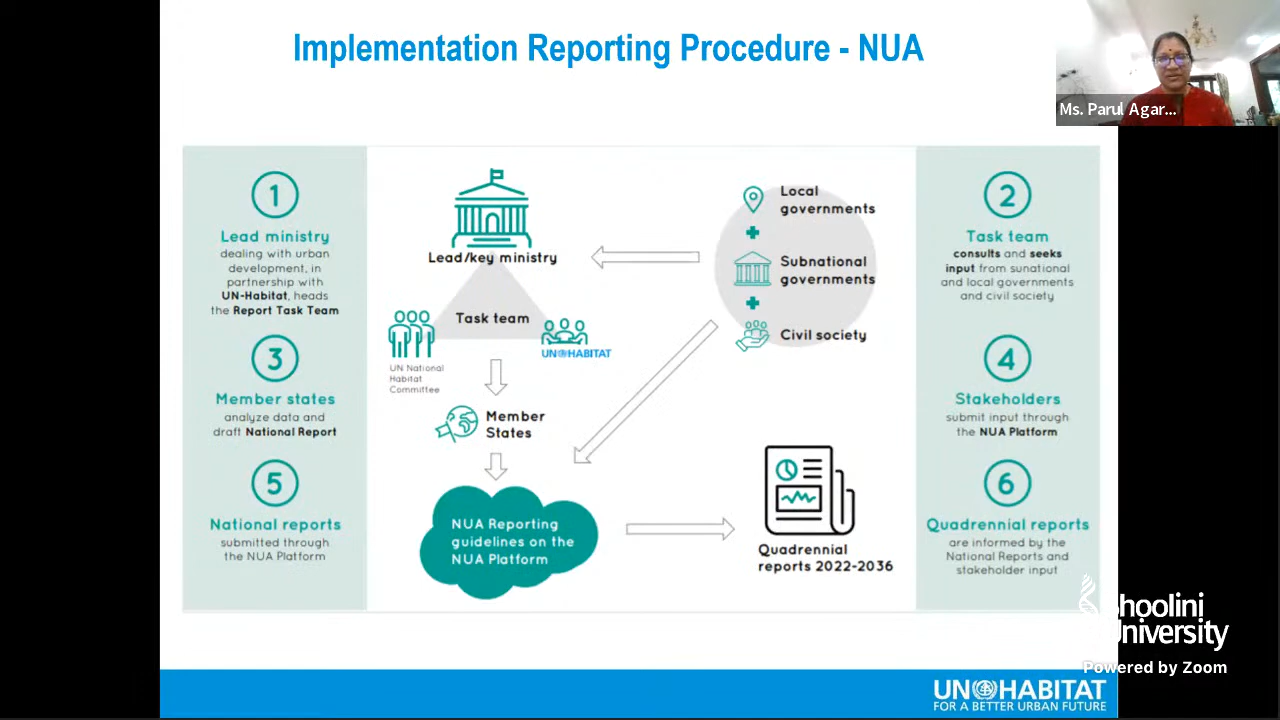 Implementation Reporting Procedure - NUA
Ms. Parul Agar...
1
Lead ministry
dealing with urban
development, in
partnership with
UN-Habitat, heads
the Report Task Team
3
Member states
analyze data and
draft National Report
5
National reports
submitted through
the NUA Platform
Lead/key ministry
Task team
UN National
Habitat
Committee
UN HABITAT
Member
States
NUA Reporting
guidelines on the
NUA Platform
Local
governments
Subnational
governments
Civil society
Quadrennial
reports 2022-2036
2
Task team
consults and seeks
input from sunational
and local governments
and civil society
4
Stakeholders
submit input through
the NUA Platform
6
Quadrennial reports
are informed by the
National Reports and
stakeholder input
Shoolini
University
Powered by Zoom
UN HABITAT
FOR A BETTER URBAN FUTURE